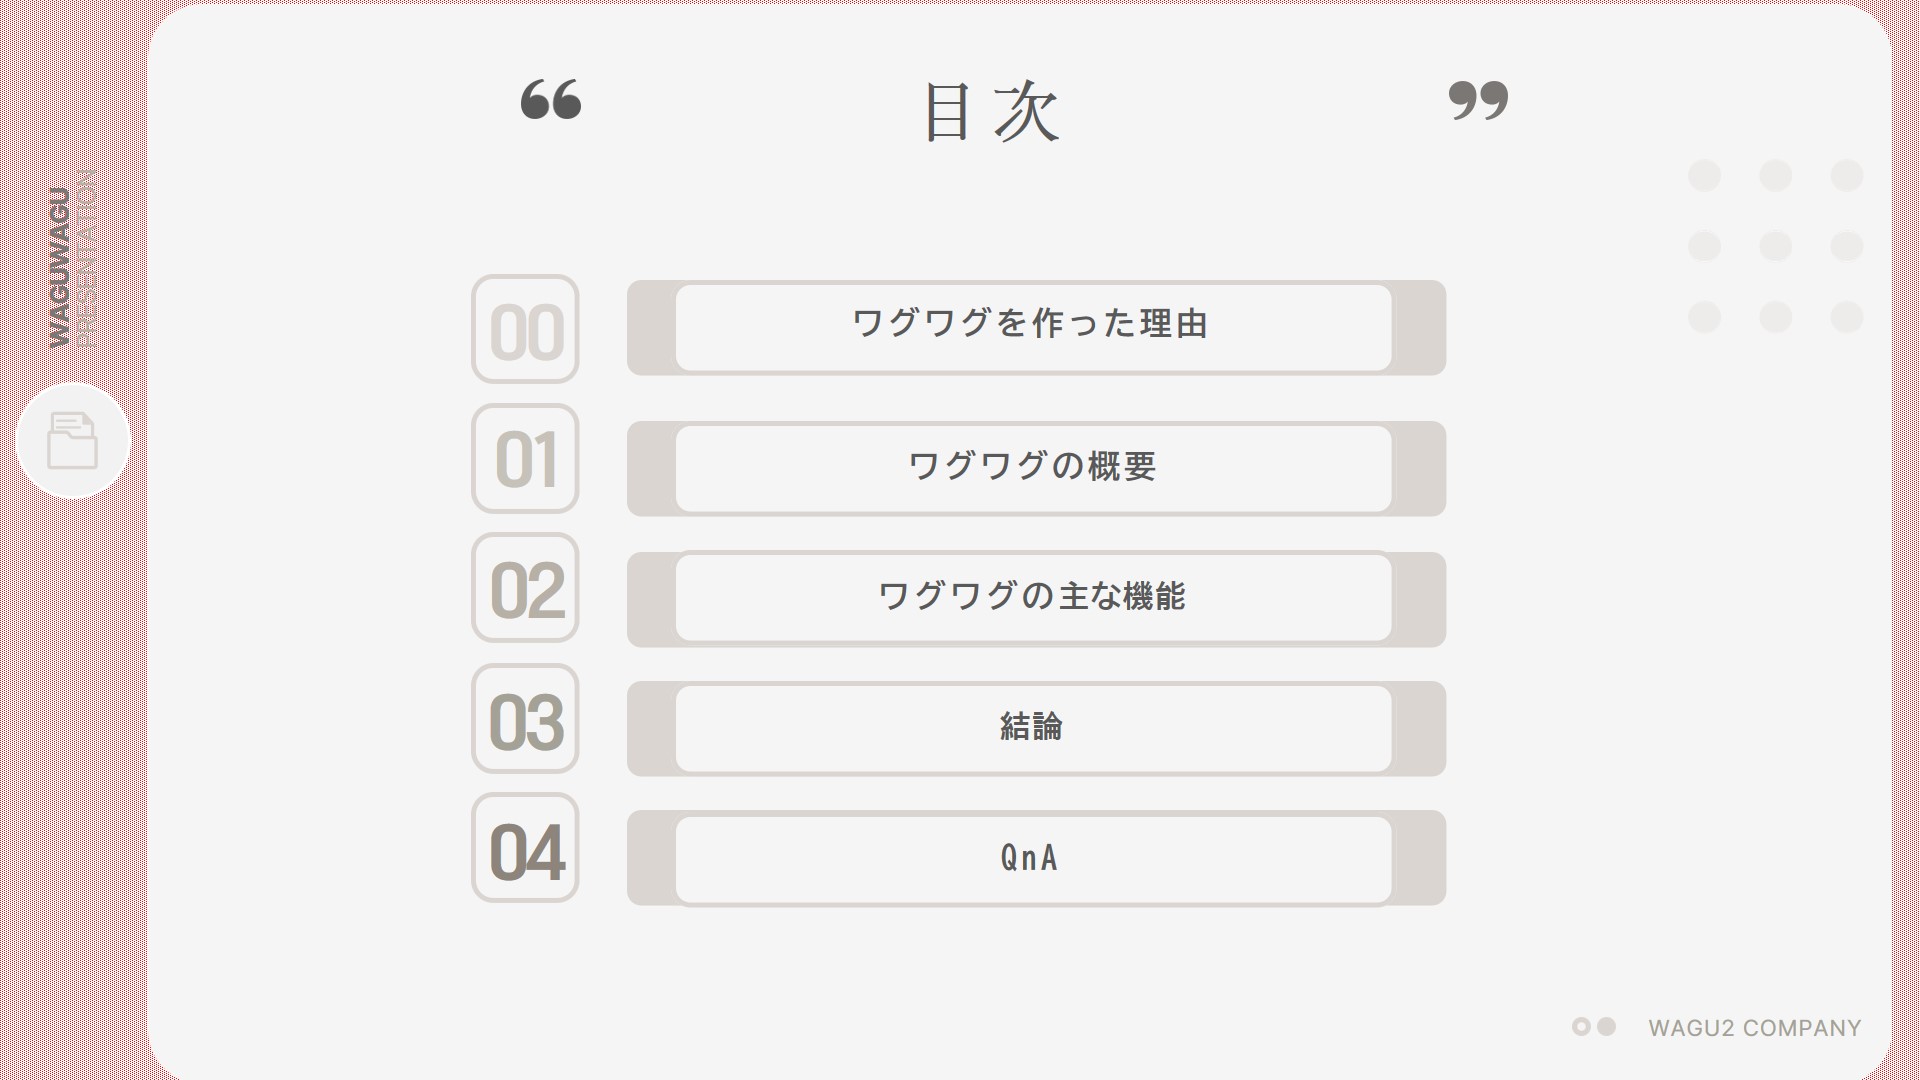 “ 目次 ”
WAGUWAGU
PRESENTATION
00 ワグワグを作った理由
01 ワグワグの概要
02 ワグワグの主な機能
03 結論
04 QnA
WAGU2 COMPANY